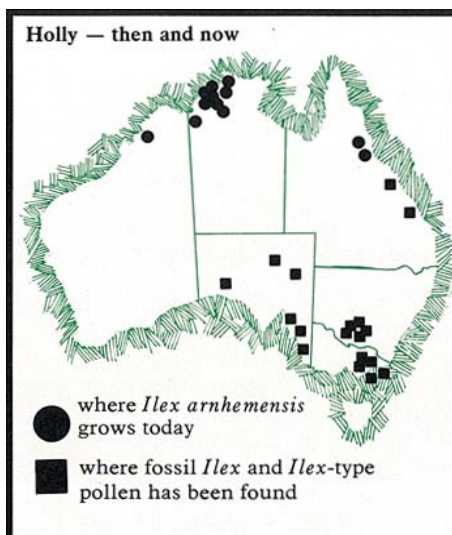 Holly — then and now
where Ilex arnhemensis
grows today
where fossil Ilex and Ilex-type
pollen has been found